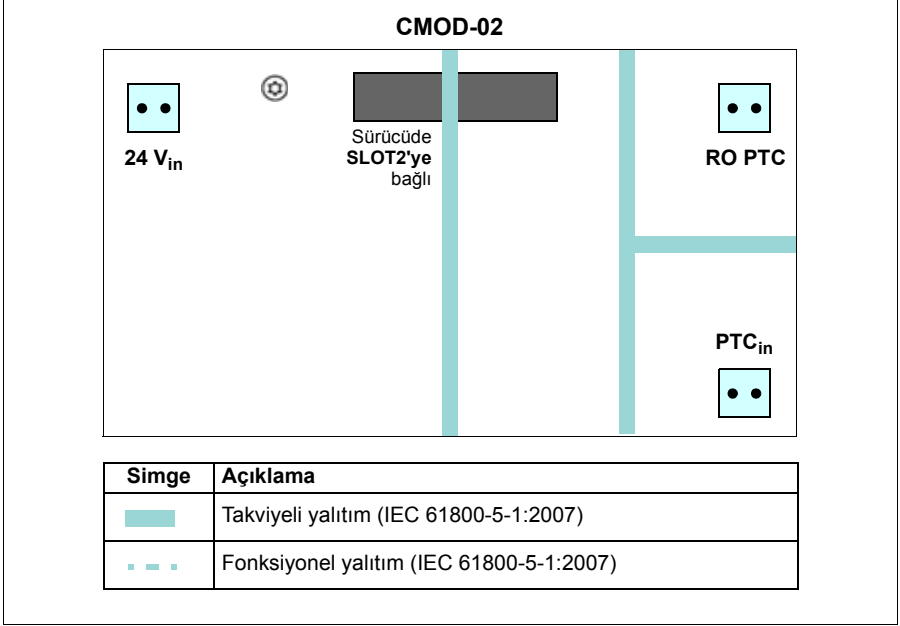 CMOD-02
24 Vin
Sürücüde
SLOT2'ye
bağlı
RO PTC
PTCin
Simge Açıklama
Takviyeli yalıtım (IEC 61800-5-1:2007)
Fonksiyonel yalıtım (IEC 61800-5-1:2007)